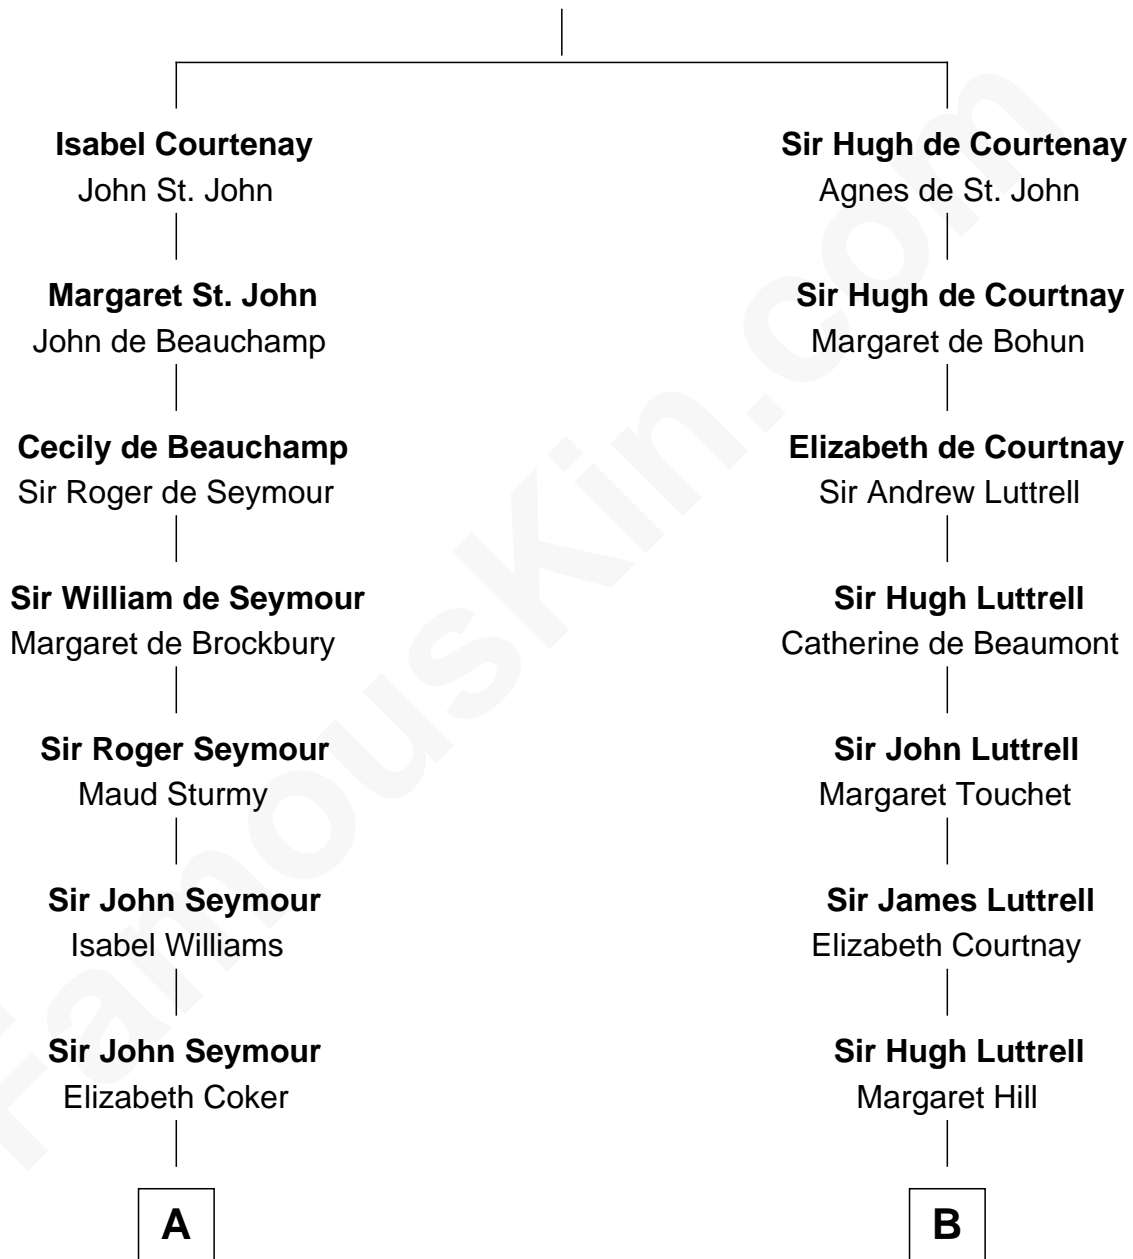 Isabel Courtenay
John St. John
Margaret St. John
John de Beauchamp
Cecily de Beauchamp
Sir Roger de Seymour
Sir William de Seymour
Margaret de Brockbury
Sir Roger Seymour
Maud Sturmy
Sir John Seymour
Isabel Williams
Sir John Seymour
Elizabeth Coker
A
Sir Hugh de Courtenay
Agnes de St. John
Sir Hugh de Courtnay
Margaret de Bohun
Elizabeth de Courtnay
Sir Andrew Luttrell
Sir Hugh Luttrell
Catherine de Beaumont
Sir John Luttrell
Margaret Touchet
Sir James Luttrell
Elizabeth Courtnay
Sir Hugh Luttrell
Margaret Hill
B
FamousKin.com